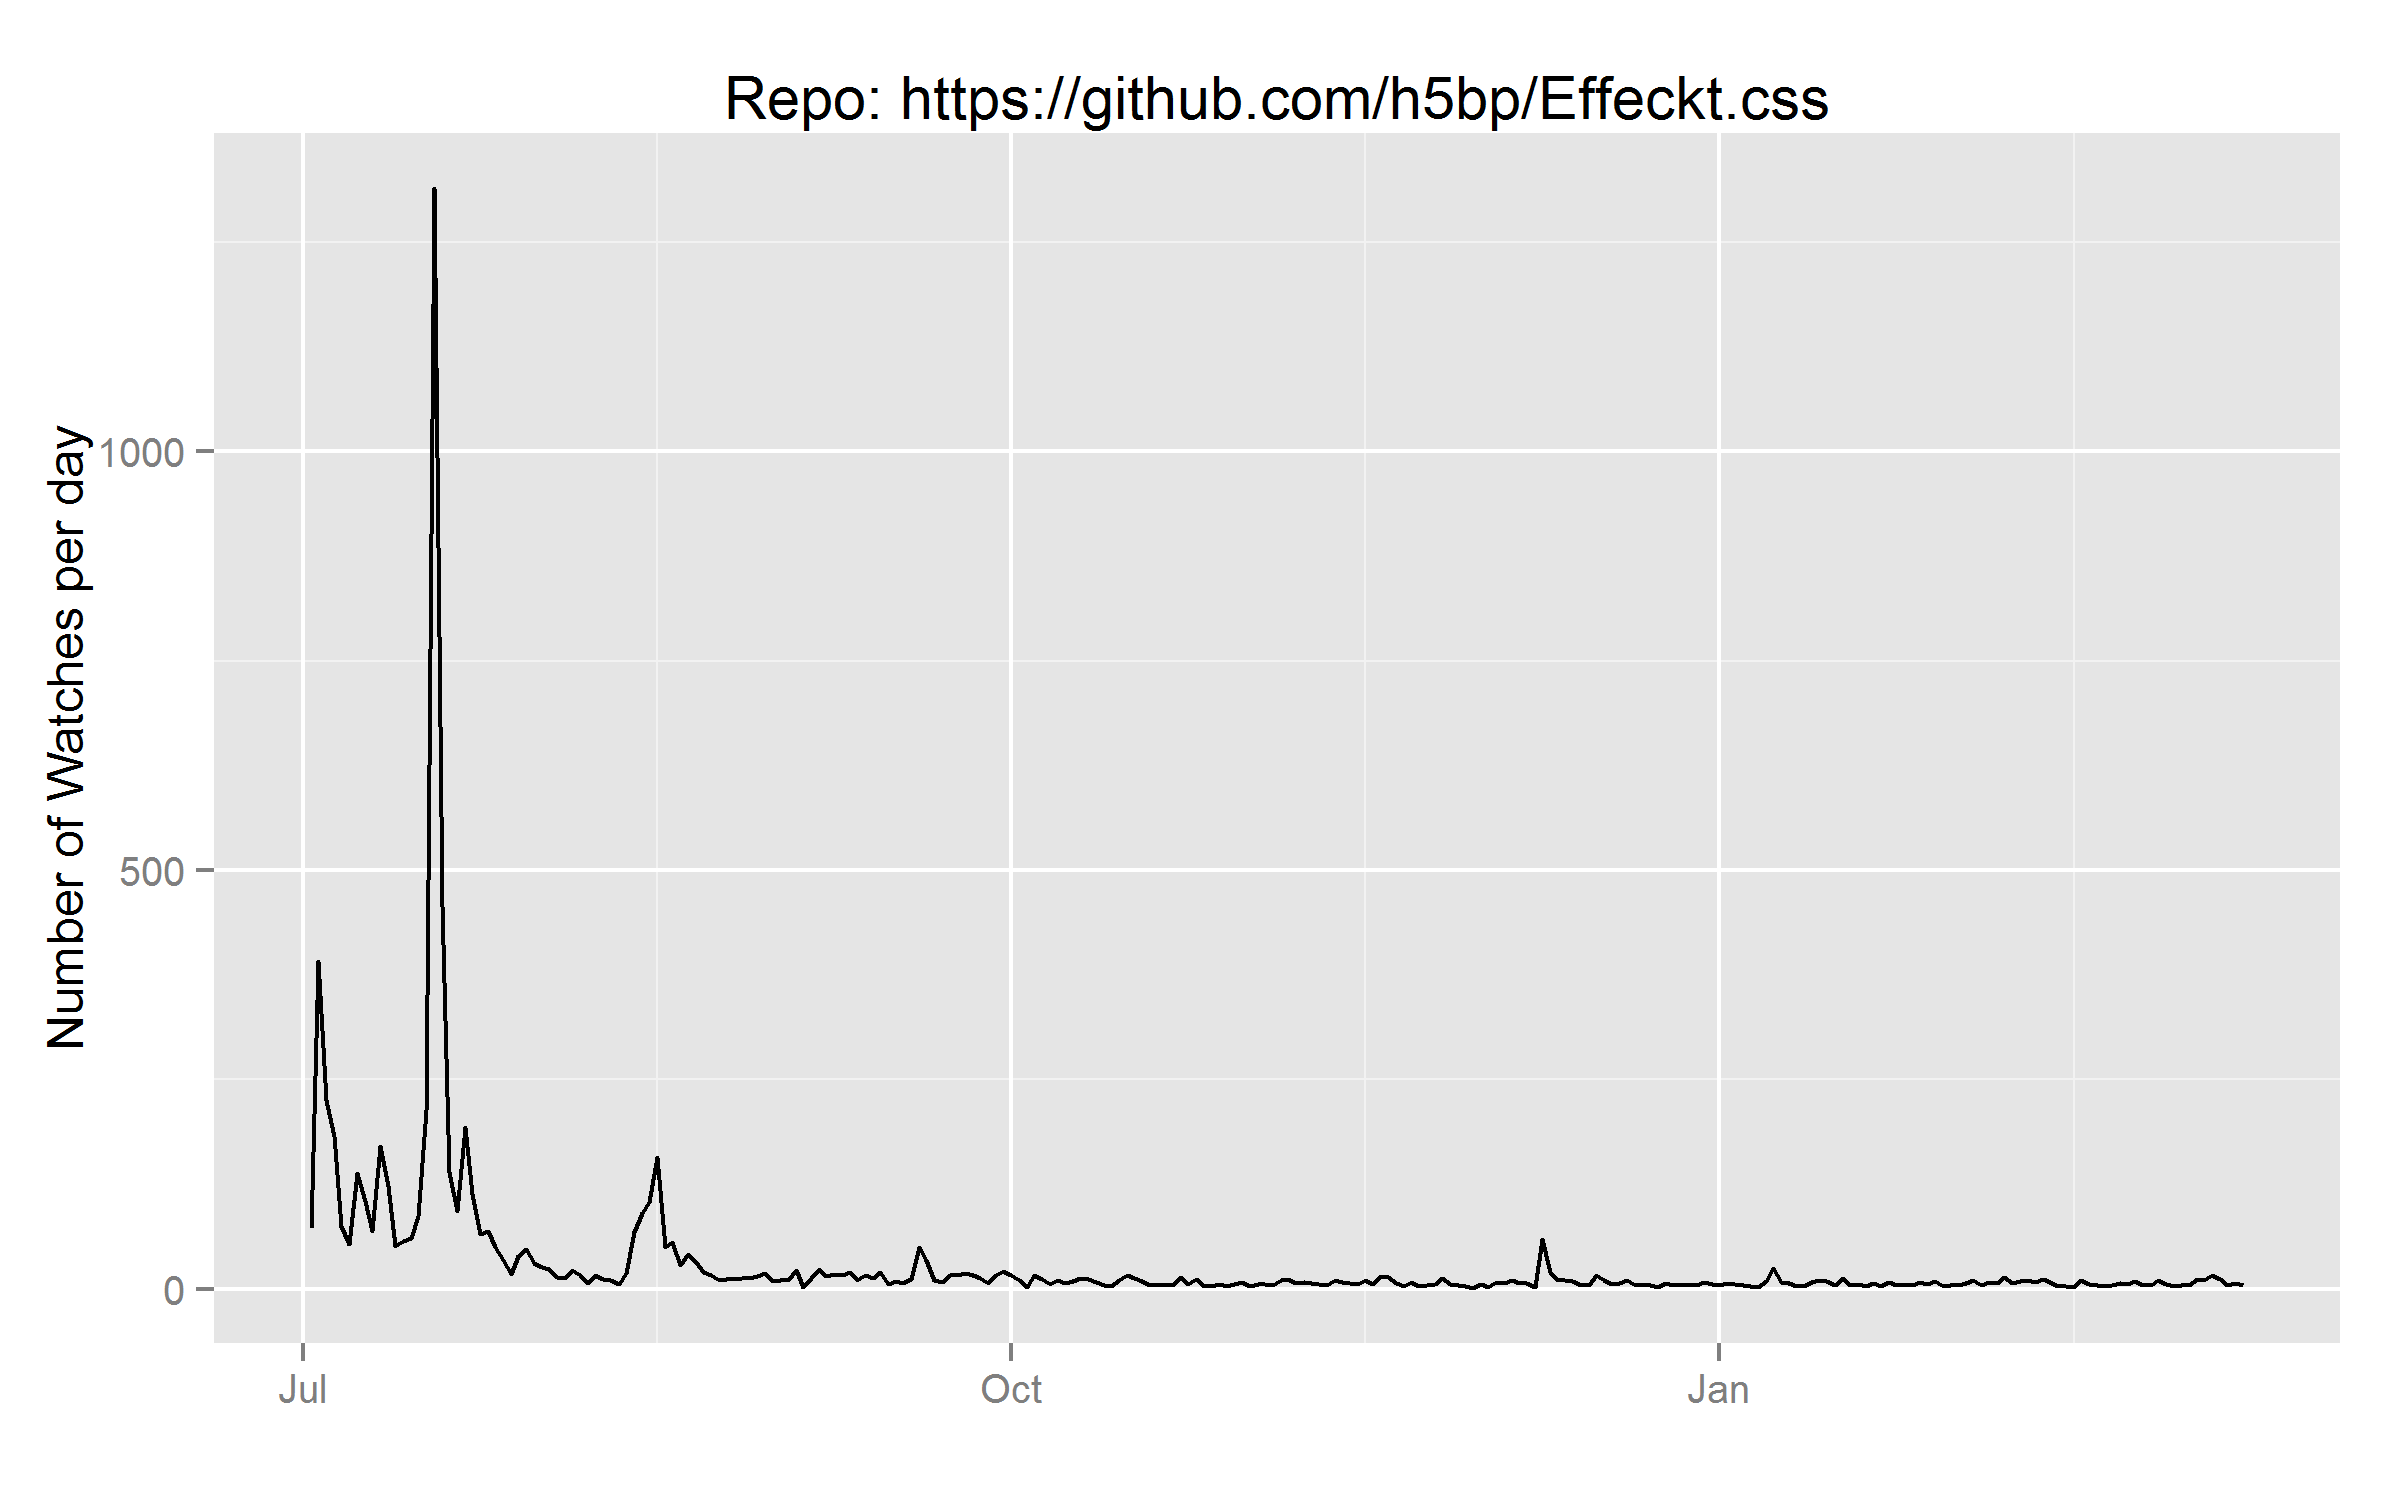 Repo: https://github.com/h5bp/Effeckt.css
Number of Watches per day
1000
500
0
Jul
Oct
Jan